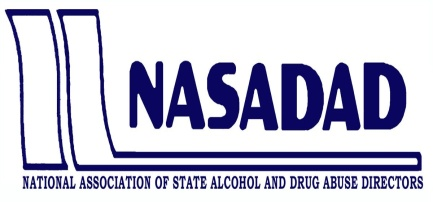 NASADAD
NATIONAL ASSOCIATION OF STATE ALCOHOL AND DRUG ABUSE DIRECTORS